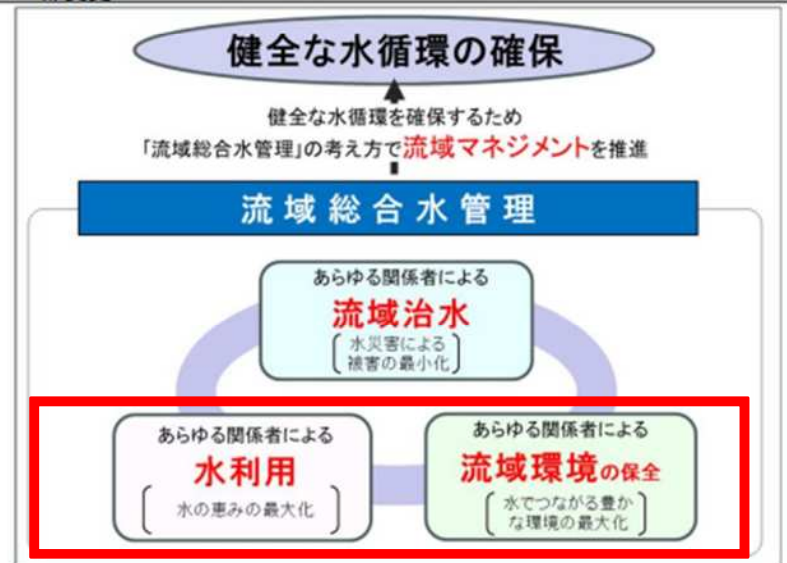 健全な水循環の確保
健全な水循環を確保するため
「流域総合水管理」の考え方で流域マネジメントを推進
流域総合水管理
あらゆる関係者による
流域治水
水災害による
被害の最小化
あらゆる関係者による
水利用
水の恵みの最大化
あらゆる関係者による
流域環境の保全
水でつながる豊か
な環境の最大化